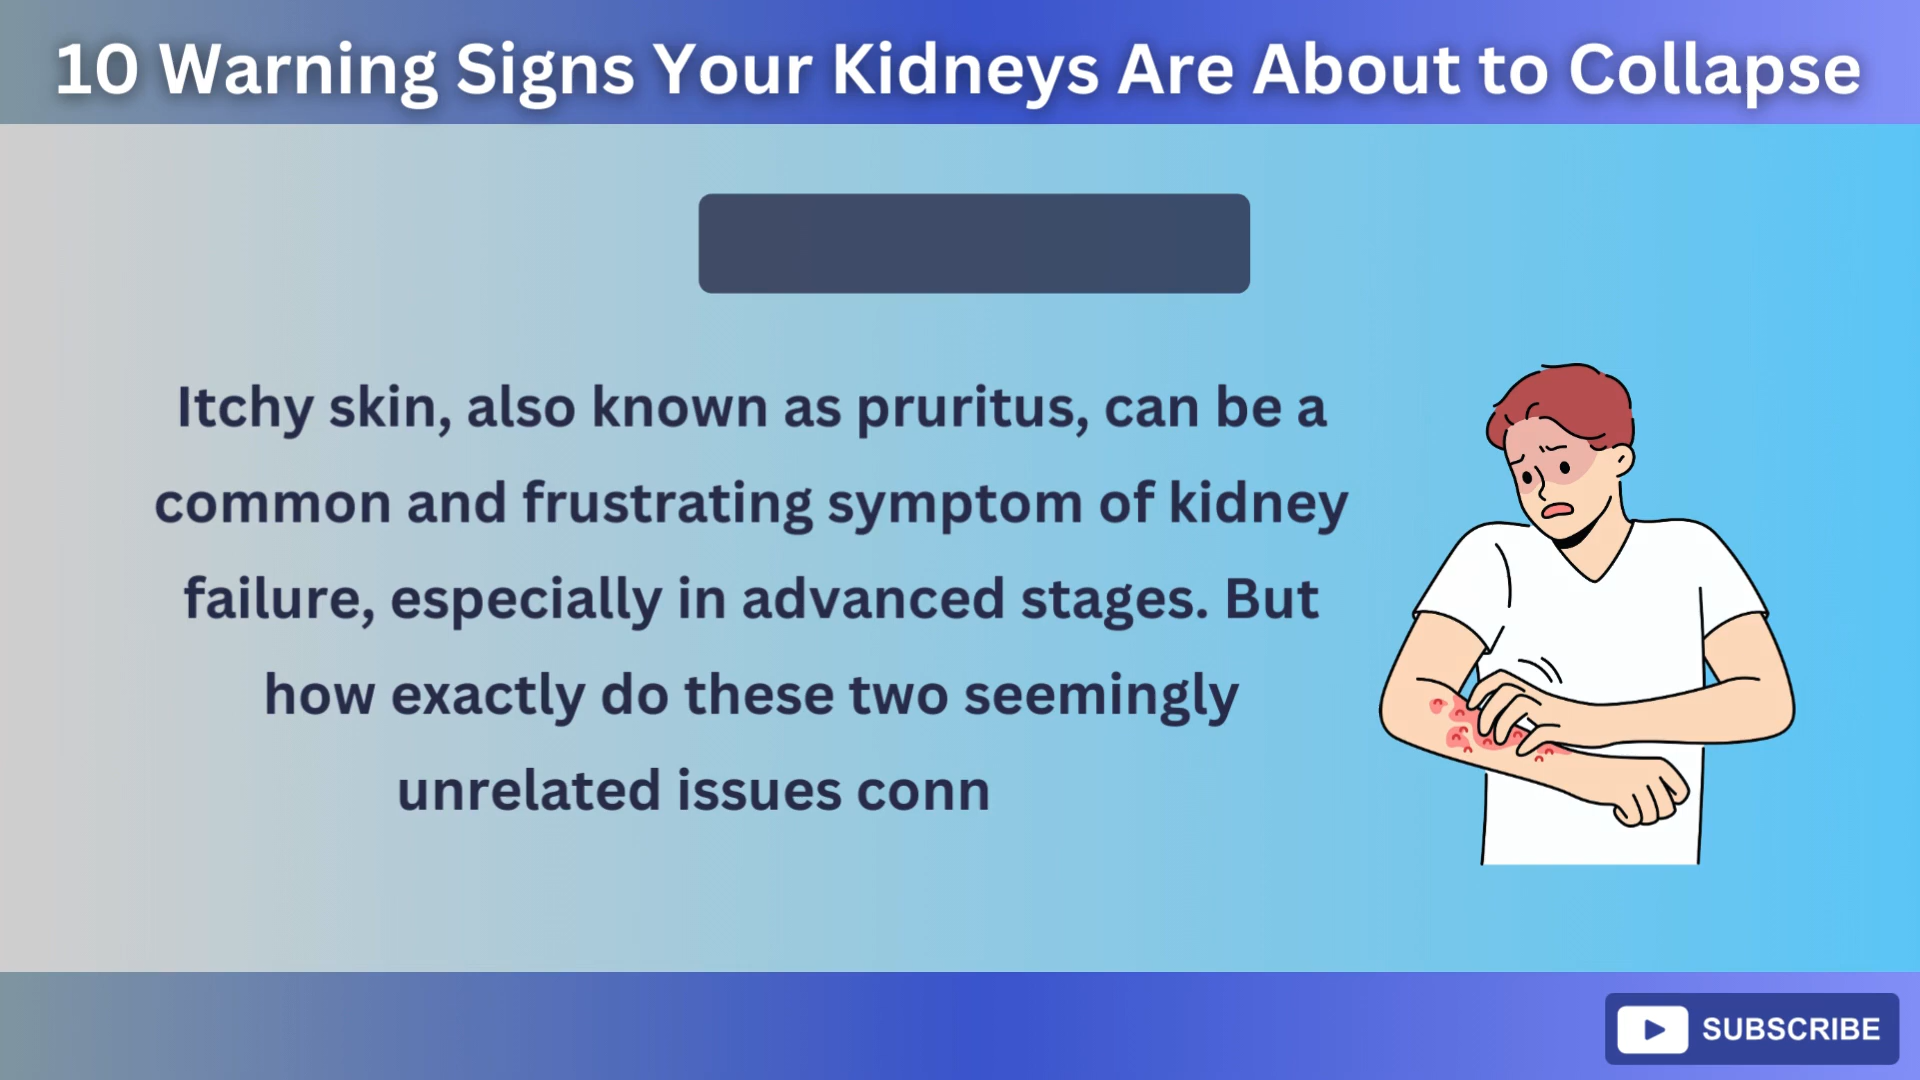 10 Warning Signs Your Kidneys Are About to Collapse
Itchy skin, also known as pruritus, can be a
common and frustrating symptom of kidney
failure, especially in advanced stages. But
how exactly do these two seemingly
unrelated issues conn
SUBSCRIBE